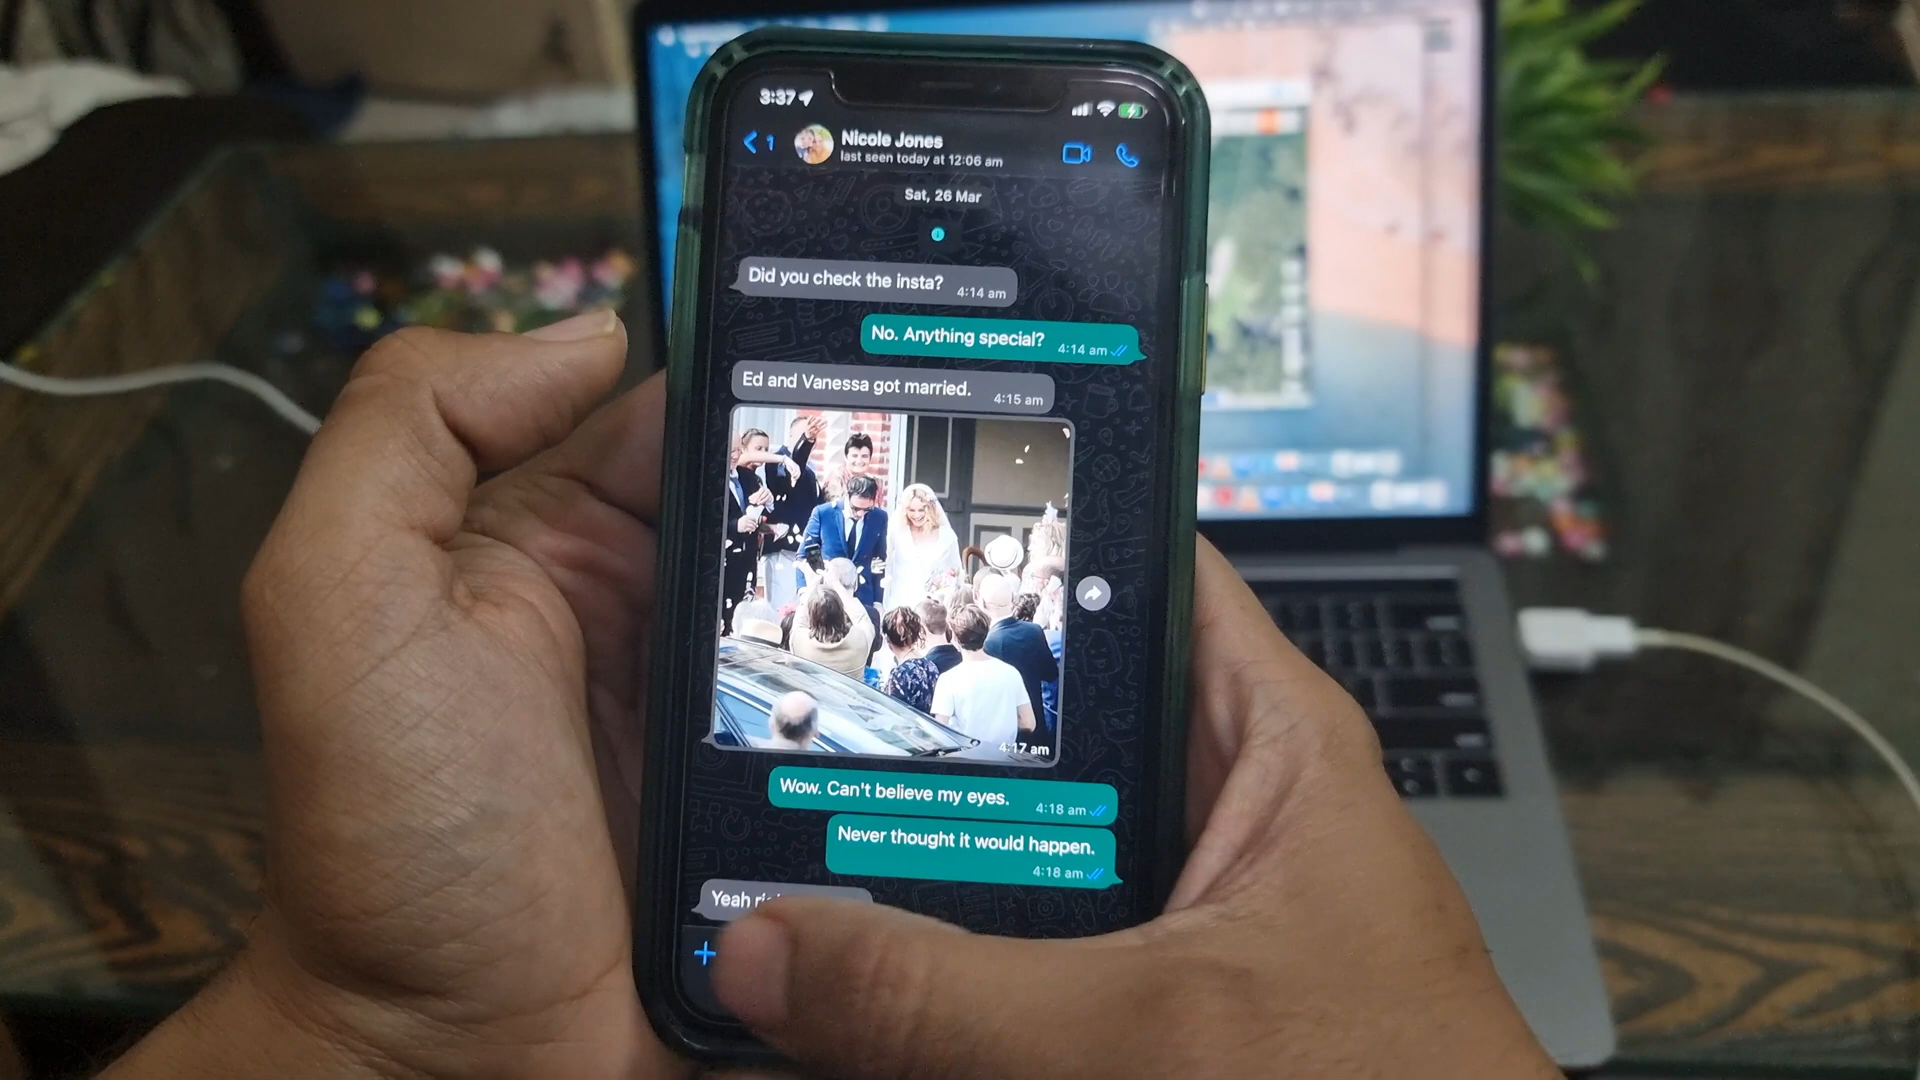 3:37
1
Nicole Jones
last seen today at 12:06 am
Sat, 26 Mar
Did you check the insta?
4:14 am
No. Anything special?
4:14 am
Ed and Vanessa got married.
4:15 am
4:17 am
Wow. Can't believe my eyes.
4:18 am
Never thought it would happen.
4:18 am
Yeah